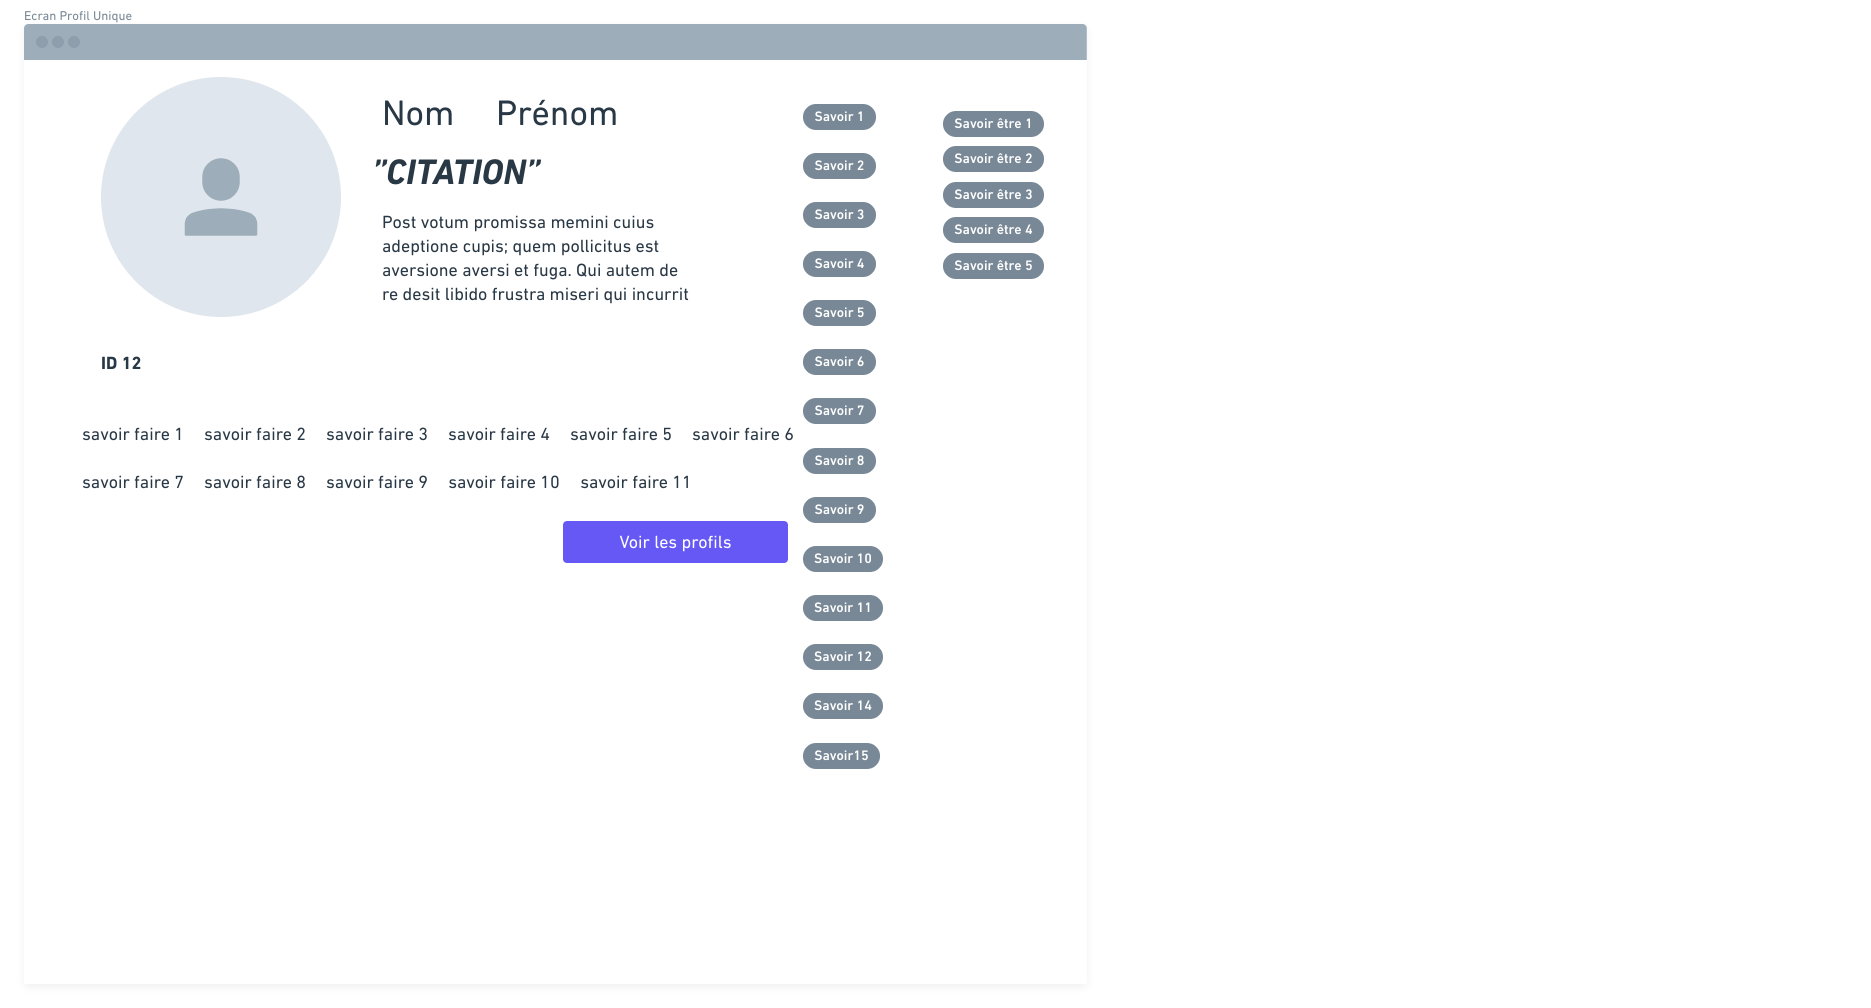 Ecran Profil Unique
Nom Prénom
”CITATION”
Post votum promissa memini cuius
adeptione cupis; quem pollicitus est
aversione aversi et fuga. Qui autem de
re desit libido frustra miseri qui incurrit
ID 12
savoir faire 1 savoir faire 2 savoir faire 3 savoir faire 4 savoir faire 5 savoir faire 6
savoir faire 7 savoir faire 8 savoir faire 9 savoir faire 10 savoir faire 11
Voir les profils
Savoir 1
Savoir 2
Savoir 3
Savoir 4
Savoir 5
Savoir 6
Savoir 7
Savoir 8
Savoir 9
Savoir 10
Savoir 11
Savoir 12
Savoir 14
Savoir15
Savoir être 1
Savoir être 2
Savoir être 3
Savoir être 4
Savoir être 5